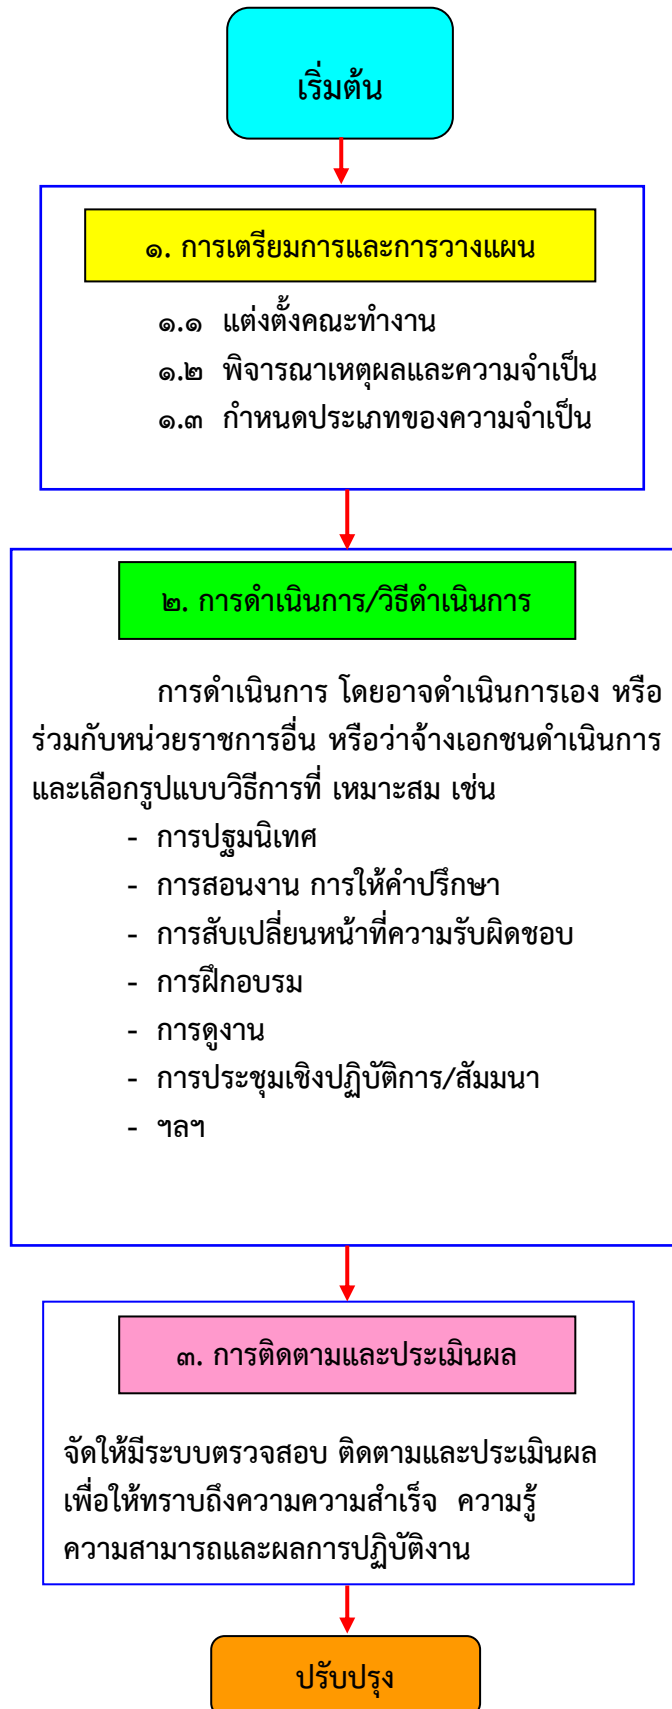 เริ่มต้น
๑. การเตรียมการและการวางแผน
๑.๑ แต่งตั้งคณะทำงาน
๑.๒ พิจารณาเหตุผลและความจำเป็น
๑.๓ กำหนดประเภทของความจำเป็น
๒. การดำเนินการ/วิธีดำเนินการ
การดำเนินการ โดยอาจดำเนินการเอง หรือ
ร่วมกับหน่วยราชการอื่น หรือว่าจ้างเอกชนดำเนินการ
และเลือกรูปแบบวิธีการที่ เหมาะสม เช่น
- การปฐมนิเทศ
- การสอนงาน การให้คำปรึกษา
- การสับเปลี่ยนหน้าที่ความรับผิดชอบ
- การฝึกอบรม
- การดูงาน
- การประชุมเชิงปฏิบัติการ/สัมมนา
- ฯลฯ
๓. การติดตามและประเมินผล
จัดให้มีระบบตรวจสอบ ติดตามและประเมินผล
เพื่อให้ทราบถึงความความสำเร็จ ความรู้
ความสามารถและผลการปฏิบัติงาน
ปรับปรุง